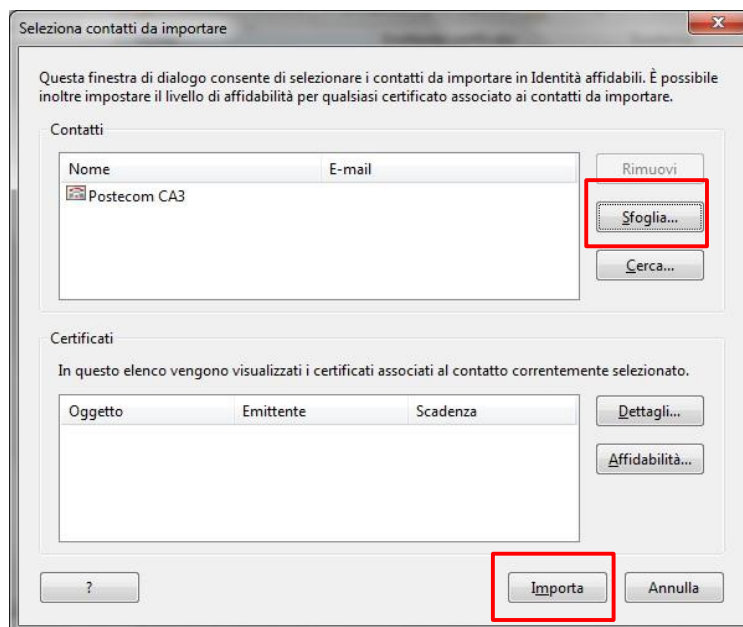 Seleziona contatti da importare
Questa finestra di dialogo consente di selezionare i contatti da importare in Identità affidabili. È possibile
inoltre impostare il livello di affidabilità per qualsiasi certificato associato ai contatti da importare.
Contatti
Nome E-mail
Rimuovi
Postecom CA3
Sfoglia...
Cerca...
Certificati
In questo elenco vengono visualizzati i certificati associati al contatto correntemente selezionato.
Oggetto Emittente Scadenza
Dettagli...
Affidabilità...
? Importa Annulla